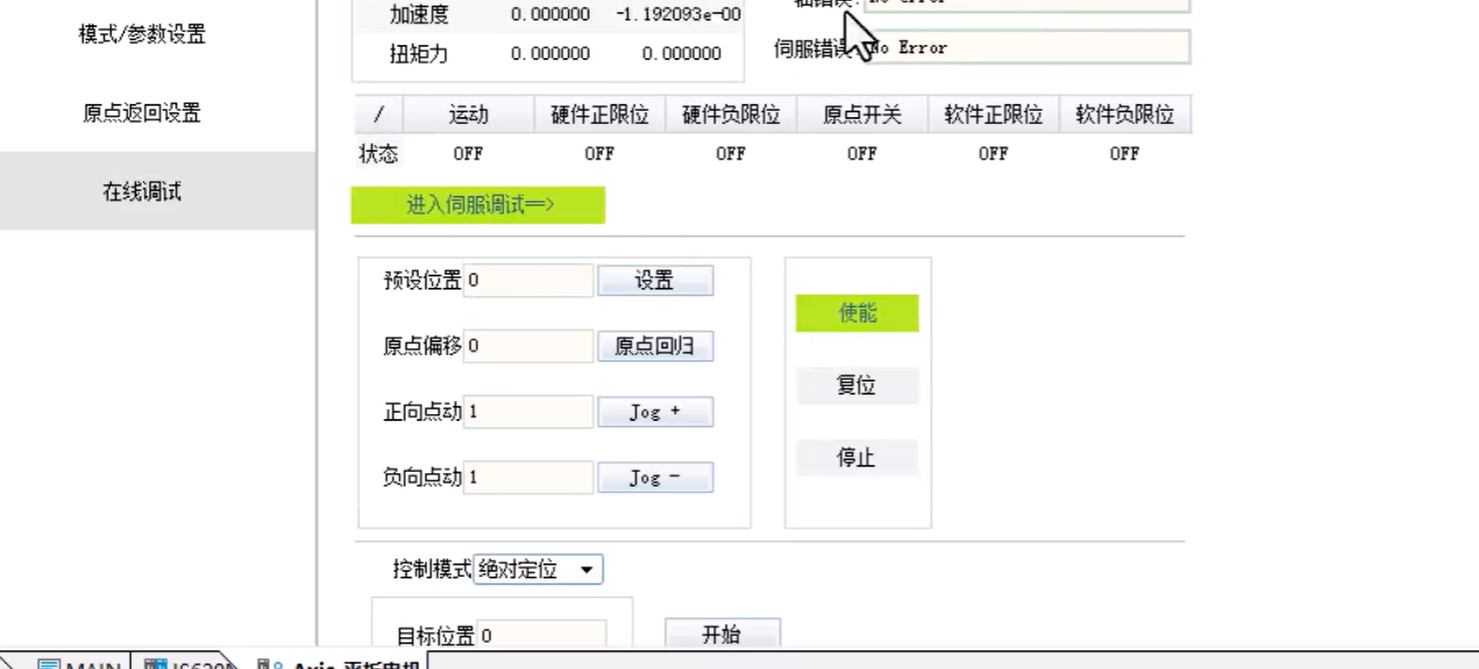 模式/参数设置
原点返回设置
在线调试
加速度 0.000000 -1.192093e-00
扭矩力 0.000000 0.000000
伺服错误 No Error
/ 运动 硬件正限位 硬件负限位 原点开关 软件正限位 软件负限位
状态 OFF OFF OFF OFF OFF OFF
进入伺服调试==>
预设位置 0 设置
原点偏移 0 原点回归
正向点动 1 Jog +
负向点动 1 Jog -
使能
复位
停止
控制模式 绝对定位
目标位置 0 开始
MAIN